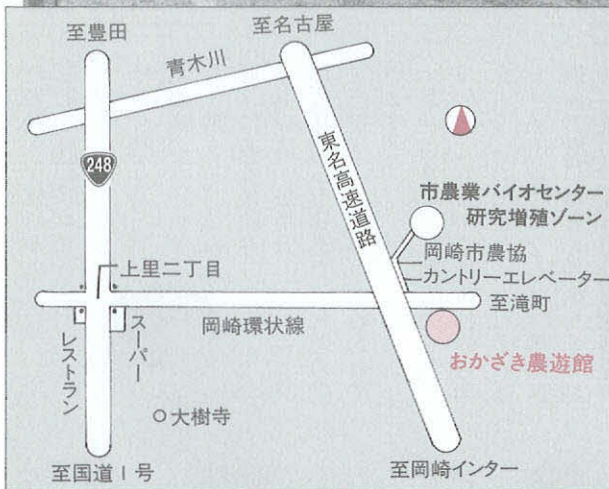 至豊田
至名古屋
青木川
248
東名高速道路
市農業バイオセンター
研究増殖ゾーン
岡崎市農協
カントリーエレベーター
上里二丁目
至滝町
岡崎環状線
レストラン
スーパー
おかざき農遊館
大樹寺
至国道1号
至岡崎インター